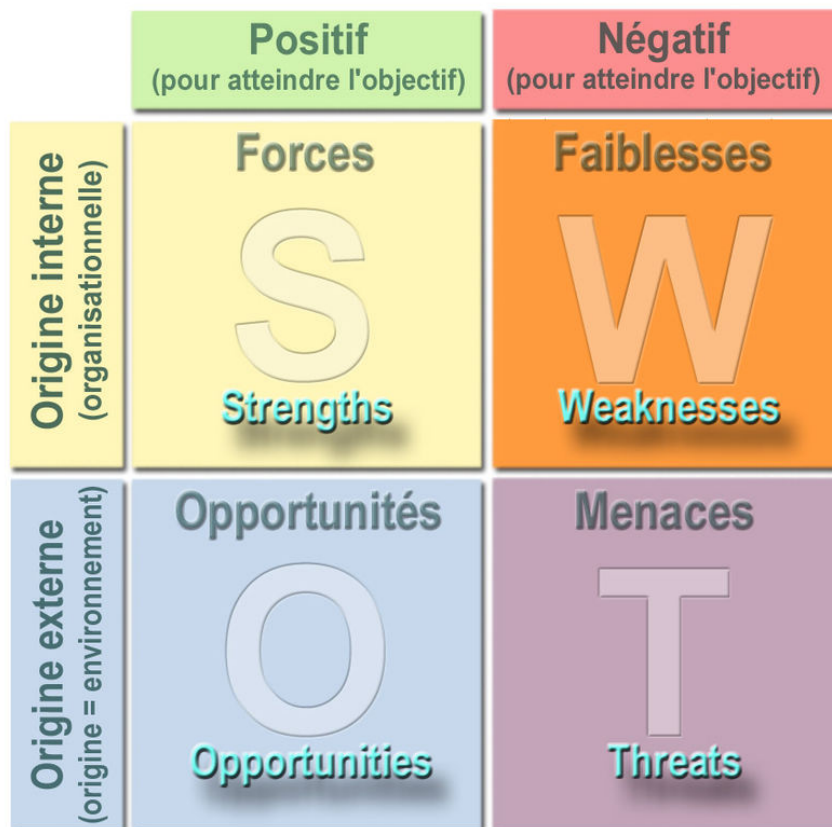 Positif
(pour atteindre l'objectif)
Négatif
(pour atteindre l'objectif)
Origine interne
(organisationnelle)
Forces
S
Strengths
Faiblesses
W
Weaknesses
Origine externe
(origine = environnement)
Opportunités
O
Opportunities
Menaces
T
Threats